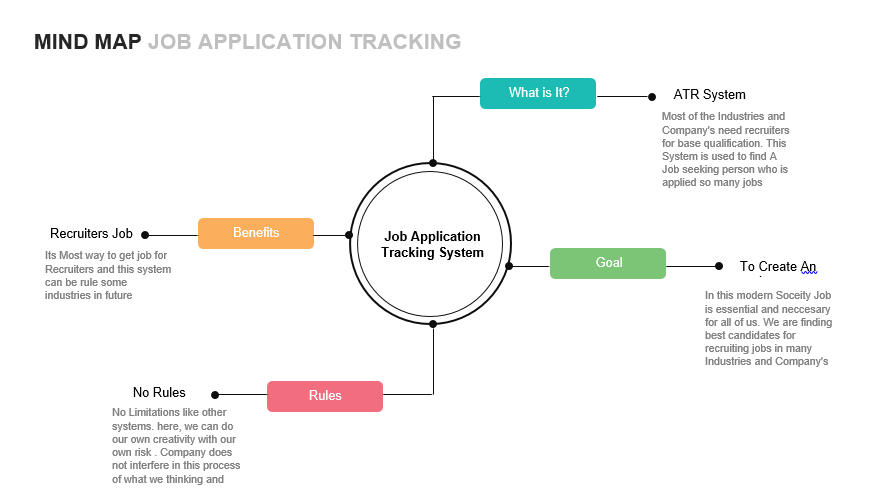 MIND MAP JOB APPLICATION TRACKING
What is It?
ATR System
Most of the Industries and
Company's need recruiters
for base qualification. This
System is used to find A
Job seeking person who is
applied so many jobs
Recruiters Job
Benefits
Its Most way to get job for
Recruiters and this system
can be rule some
industries in future
Job Application
Tracking System
Goal
To Create An
In this modern Soceity Job
is essential and neccesary
for all of us. We are finding
best candidates for
recruiting jobs in many
Industries and Company's
No Rules
Rules
No Limitations like other
systems. here, we can do
our own creativity with our
own risk . Company does
not interfere in this process
of what we thinking and